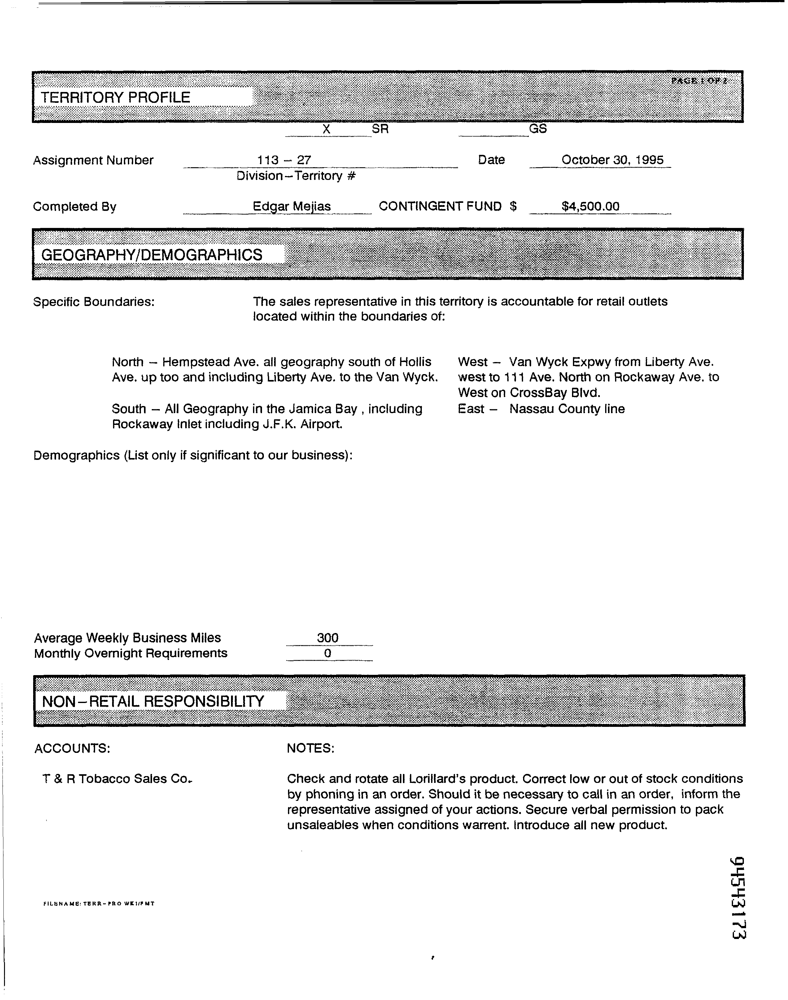 PAGE 1 OF 2
TERRITORY PROFILE
X SR GS
Assignment Number 113 – 27 Date October 30, 1995
Division–Territory #
Completed By Edgar Mejias CONTINGENT FUND $ $4,500.00
GEOGRAPHY/DEMOGRAPHICS
Specific Boundaries: The sales representative in this territory is accountable for retail outlets
located within the boundaries of:
North – Hempstead Ave. all geography south of Hollis
Ave. up too and including Liberty Ave. to the Van Wyck.
West – Van Wyck Expwy from Liberty Ave.
west to 111 Ave. North on Rockaway Ave. to
West on CrossBay Blvd.
South – All Geography in the Jamica Bay , including
Rockaway Inlet including J.F.K. Airport.
East – Nassau County line
Demographics (List only if significant to our business):
Average Weekly Business Miles 300
Monthly Overnight Requirements 0
NON–RETAIL RESPONSIBILITY
ACCOUNTS: NOTES:
T & R Tobacco Sales Co.
Check and rotate all Lorillard's product. Correct low or out of stock conditions
by phoning in an order. Should it be necessary to call in an order, inform the
representative assigned of your actions. Secure verbal permission to pack
unsaleables when conditions warrent. Introduce all new product.
FILENAME: TERR–PRO WK1/FMT
94543173